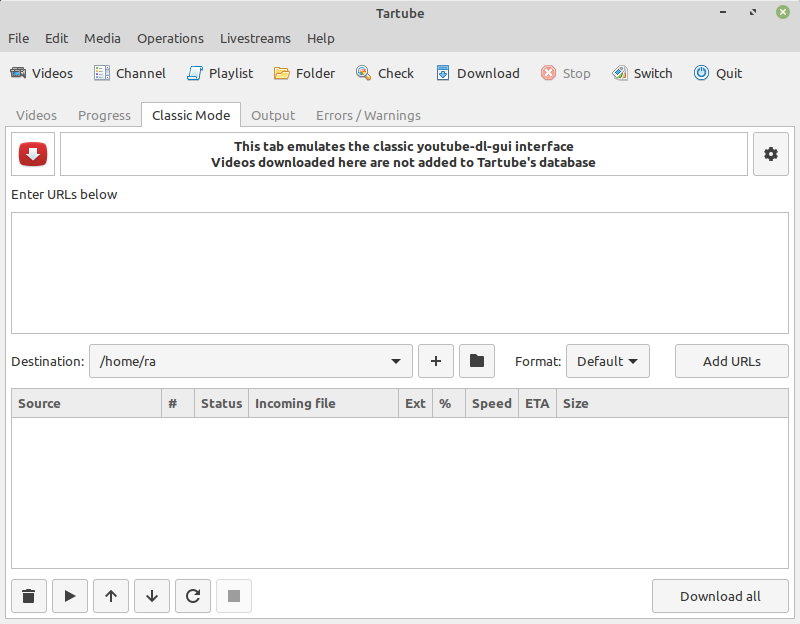 Tartube
File Edit Media Operations Livestreams Help
Videos Channel Playlist Folder Check Download Stop Switch Quit
Videos Progress Classic Mode Output Errors / Warnings
This tab emulates the classic youtube-dl-gui interface
Videos downloaded here are not added to Tartube's database
Enter URLs below
Destination: /home/ra Format: Default Add URLs
Source # Status Incoming file Ext % Speed ETA Size
Download all